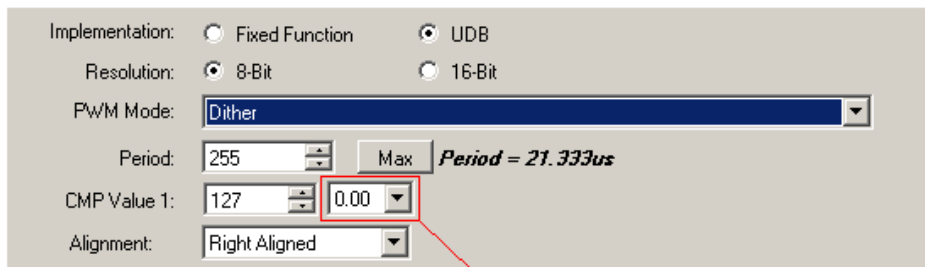 Implementation: Fixed Function UDB
Resolution: 8-Bit 16-Bit
PWM Mode: Dither
Period: 255 Max Period = 21.333us
CMP Value 1: 127 0.00
Alignment: Right Aligned